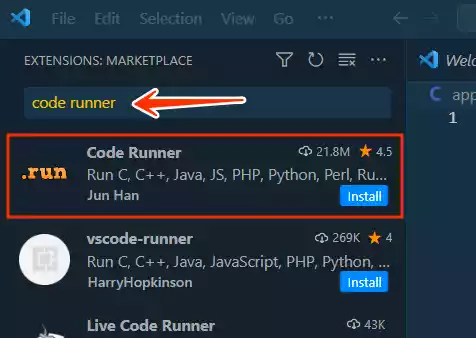 File Edit Selection View Go ...
EXTENSIONS: MARKETPLACE
Welco
code runner
C app
1
Code Runner 21.8M 4.5
.run
Run C, C++, Java, JS, PHP, Python, Perl, Ru...
Jun Han Install
vscode-runner 269K 4
Run C, C++, Java, JavaScript, PHP, Python, ...
HarryHopkinson Install
Live Code Runner 43K